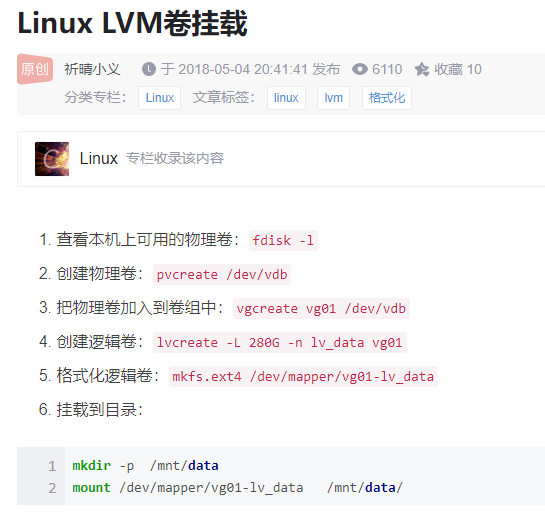 Linux LVM卷挂载
原创 祈晴小义 于 2018-05-04 20:41:41 发布 6110 收藏 10
分类专栏： Linux 文章标签： linux lvm 格式化
Linux 专栏收录该内容
1. 查看本机上可用的物理卷：fdisk -l
2. 创建物理卷：pvcreate /dev/vdb
3. 把物理卷加入到卷组中：vgcreate vg01 /dev/vdb
4. 创建逻辑卷：lvcreate -L 280G -n lv_data vg01
5. 格式化逻辑卷：mkfs.ext4 /dev/mapper/vg01-lv_data
6. 挂载到目录：
1 mkdir -p  /mnt/data
2 mount /dev/mapper/vg01-lv_data   /mnt/data/